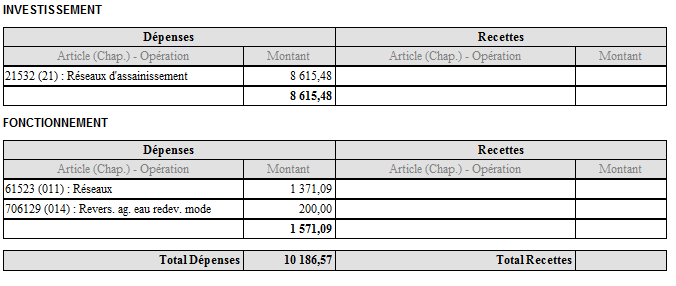 INVESTISSEMENT
Dépenses Recettes
Article (Chap.) - Opération Montant Article (Chap.) - Opération Montant
21532 (21) : Réseaux d'assainissement 8 615,48
8 615,48
FONCTIONNEMENT
Dépenses Recettes
Article (Chap.) - Opération Montant Article (Chap.) - Opération Montant
61523 (011) : Réseaux 1 371,09
706129 (014) : Revers. ag. eau redev. mode 200,00
1 571,09
Total Dépenses 10 186,57 Total Recettes